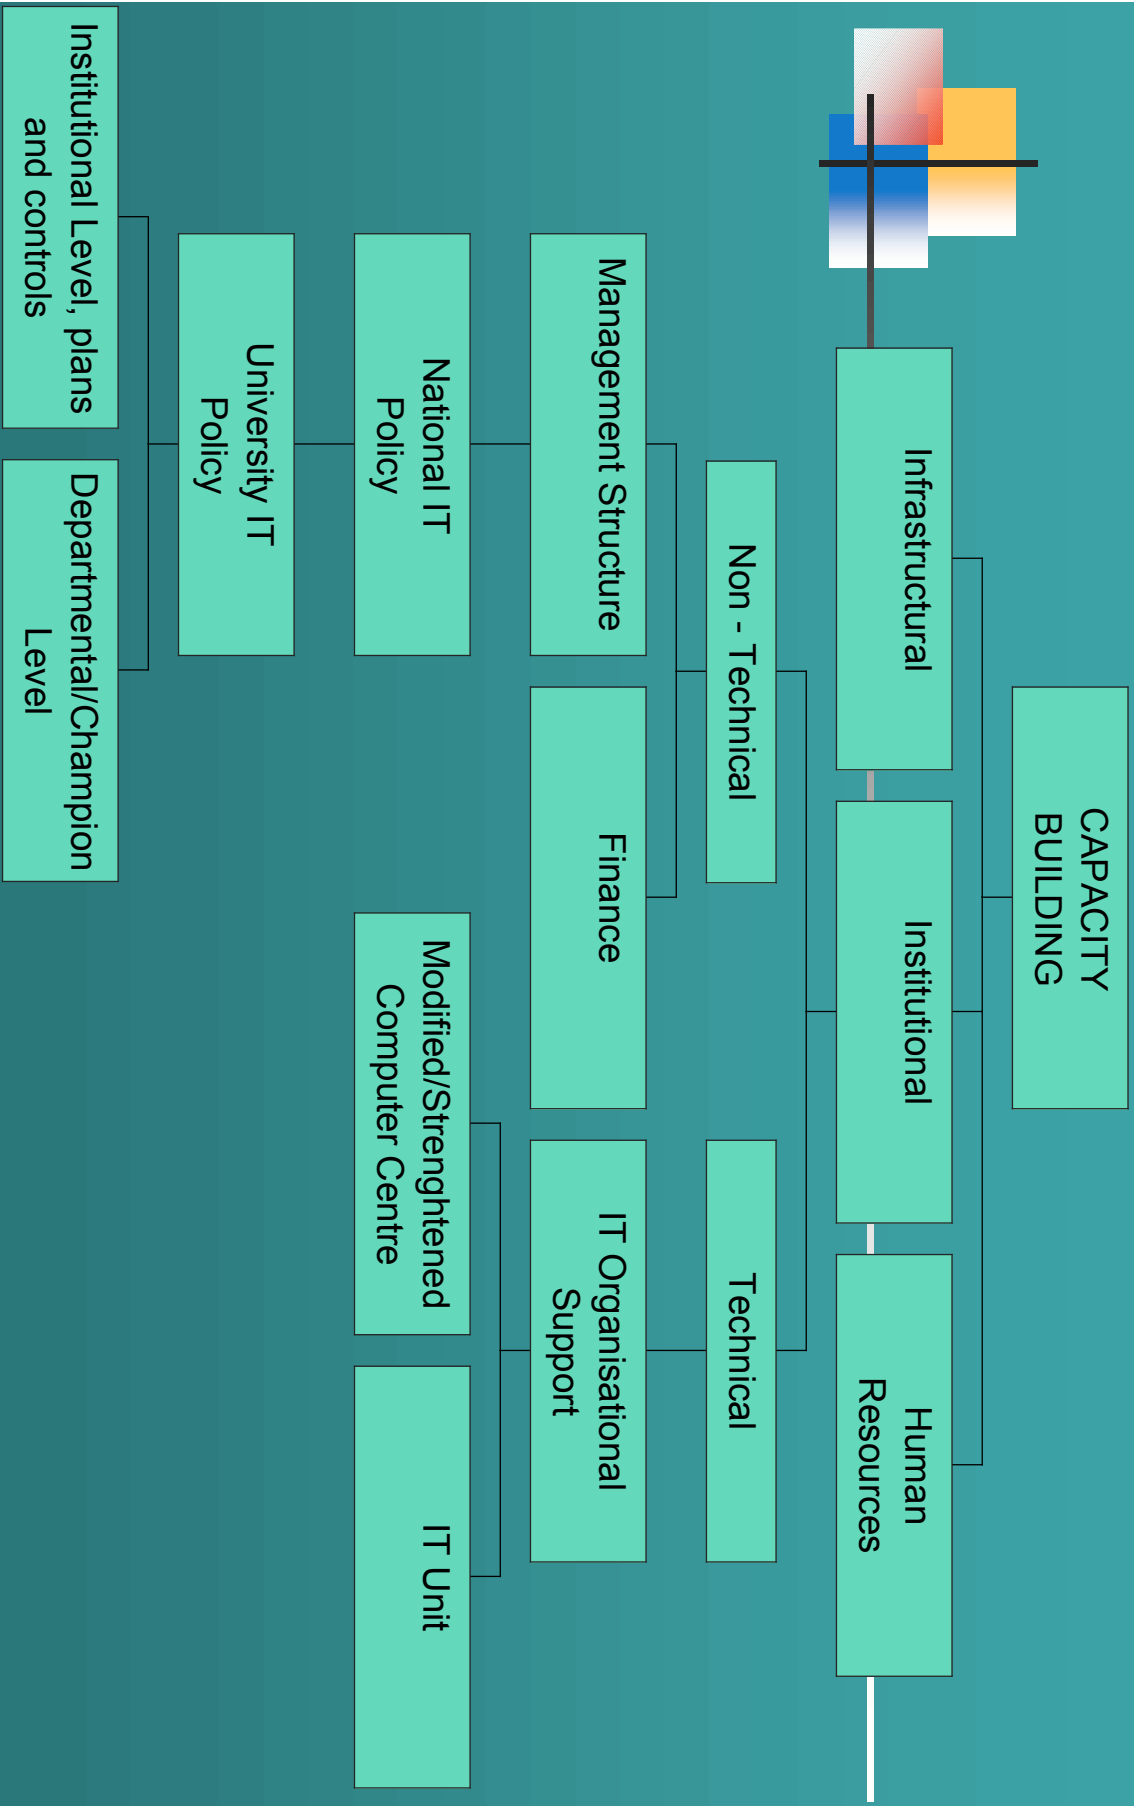 CAPACITY
BUILDING
Infrastructural
Institutional
Human
Resources
Non - Technical
Technical
Management Structure
Finance
IT Organisational
Support
National IT
Policy
Modified/Strenghtened
Computer Centre
IT Unit
University IT
Policy
Institutional Level, plans
and controls
Departmental/Champion
Level